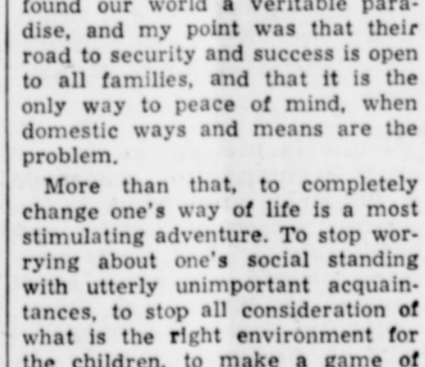 found our world a veritable para-
dise, and my point was that their
road to security and success is open
to all families, and that it is the
only way to peace of mind, when
domestic ways and means are the
problem.
More than that, to completely
change one's way of life is a most
stimulating adventure. To stop wor-
rying about one's social standing
with utterly unimportant acquain-
tances, to stop all consideration of
what is the right environment for
the children, to make a game of